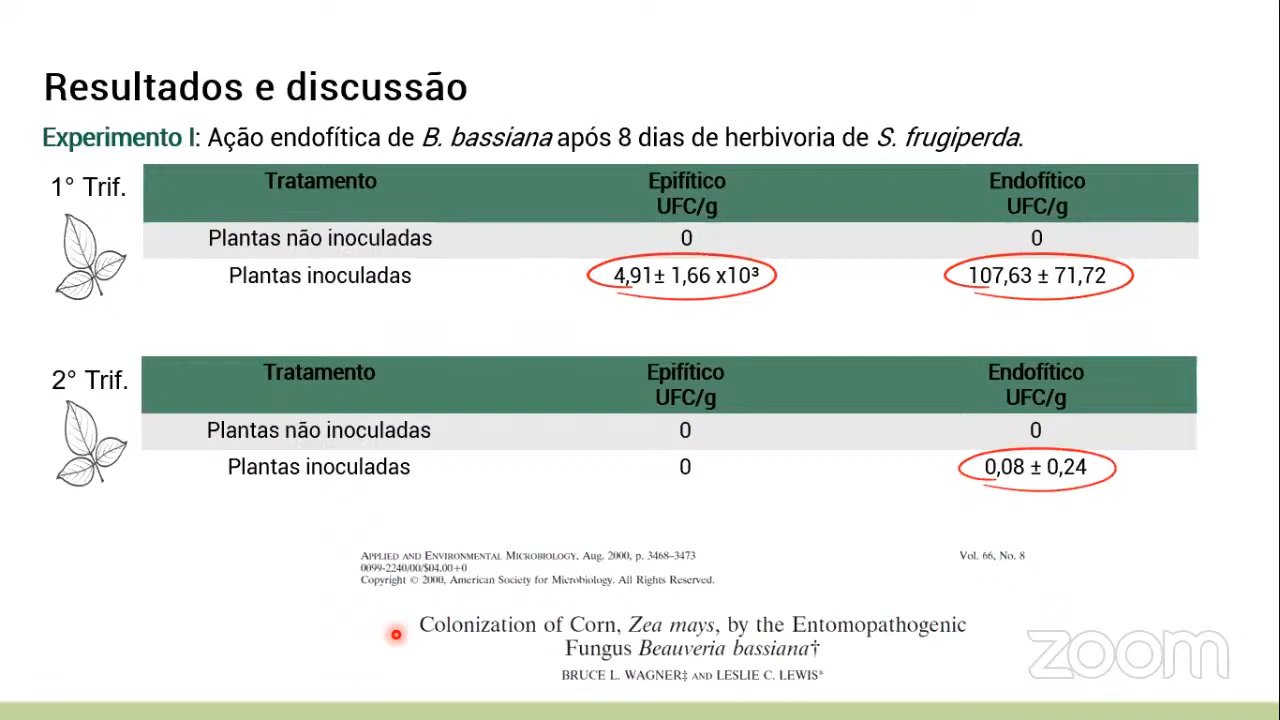 Resultados e discussão
Experimento I: Ação endofítica de B. bassiana após 8 dias de herbivoria de S. frugiperda.
1° Trif.
Tratamento Epifítico UFC/g Endofítico UFC/g
Plantas não inoculadas 0 0
Plantas inoculadas 4,91± 1,66 x10³ 107,63 ± 71,72
2° Trif.
Tratamento Epifítico UFC/g Endofítico UFC/g
Plantas não inoculadas 0 0
Plantas inoculadas 0 0,08 ± 0,24
APPLIED AND ENVIRONMENTAL MICROBIOLOGY, Aug. 2000, p. 3468–3473 Vol. 66, No. 8
0099-2240/00/$04.00+0
Copyright © 2000, American Society for Microbiology. All Rights Reserved.
Colonization of Corn, Zea mays, by the Entomopathogenic
Fungus Beauveria bassiana†
BRUCE L. WAGNER‡ AND LESLIE C. LEWIS*
zoom